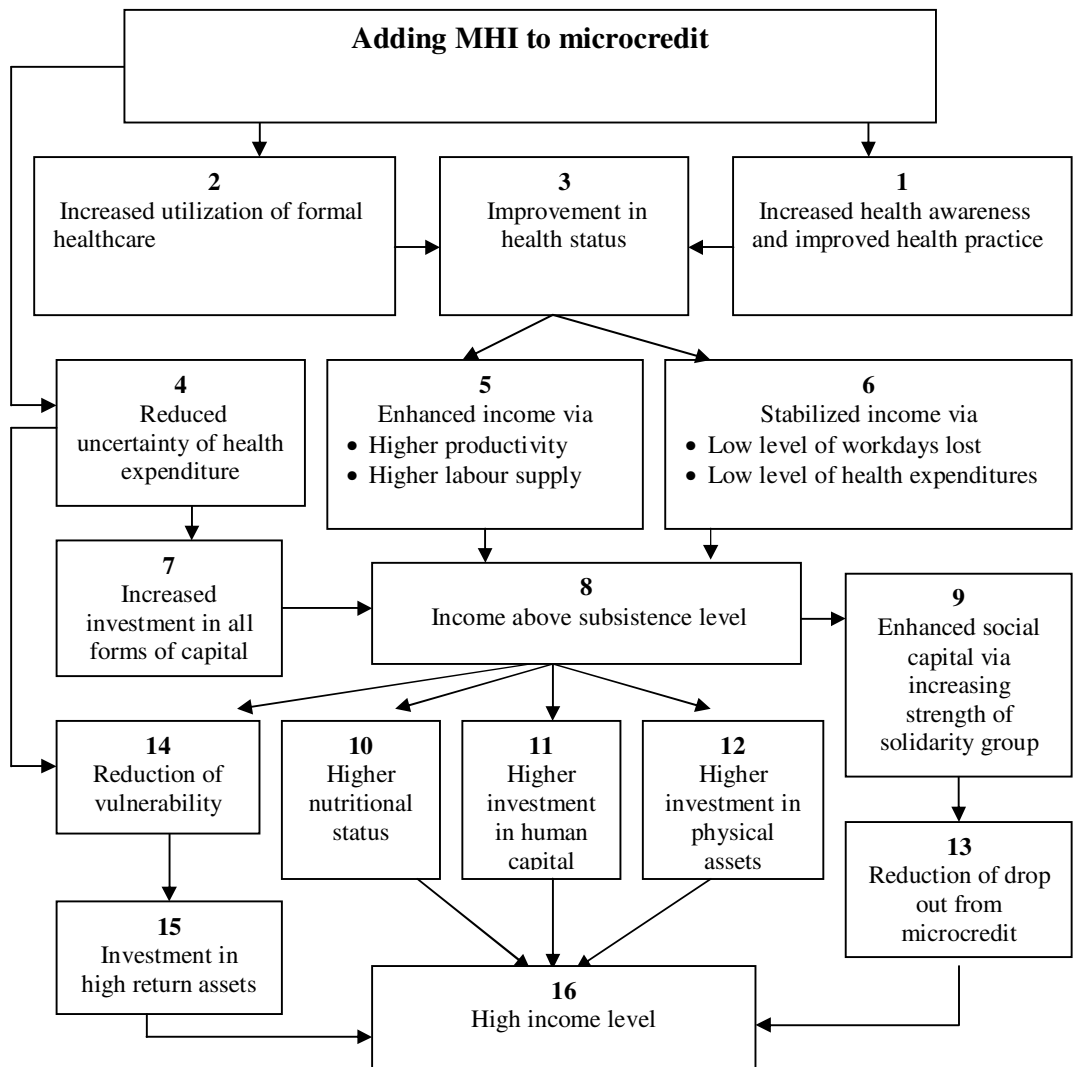 Adding MHI to microcredit
2
Increased utilization of formal
healthcare
3
Improvement in
health status
1
Increased health awareness
and improved health practice
4
Reduced
uncertainty of health
expenditure
5
Enhanced income via
• Higher productivity
• Higher labour supply
6
Stabilized income via
• Low level of workdays lost
• Low level of health expenditures
7
Increased
investment in all
forms of capital
8
Income above subsistence level
9
Enhanced social
capital via
increasing
strength of
solidarity group
14
Reduction of
vulnerability
10
Higher
nutritional
status
11
Higher
investment
in human
capital
12
Higher
investment in
physical
assets
13
Reduction of drop
out from
microcredit
15
Investment in
high return assets
16
High income level